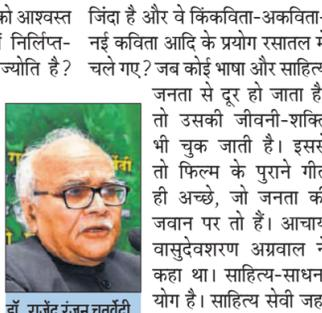 को आश्वस्त
निर्लिप्त-
ज्योति है?
जिंदा है और वे किंकविता-अकविता-
नई कविता आदि के प्रयोग रसातल में
चले गए? जब कोई भाषा और साहित्य
जनता से दूर हो जाता है
तो उसकी जीवनी-शक्ति
भी चुक जाती है। इससे
तो फिल्म के पुराने गीत
ही अच्छे, जो जनता की
जवान पर तो हैं। आचार्य
वासुदेवशरण अग्रवाल ने
कहा था। साहित्य-साधन
योग है। साहित्य सेवी जह
डॉ. राजेंद्र रंजन चतुर्वेदी